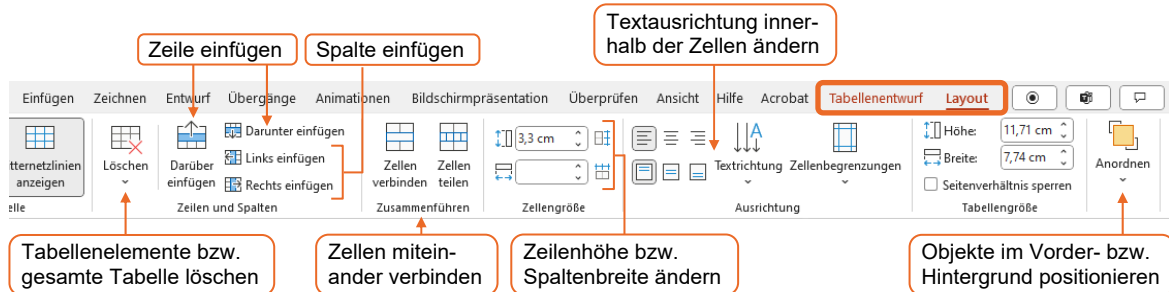 Textausrichtung inner-
halb der Zellen ändern
Zeile einfügen
Spalte einfügen
Einfügen Zeichnen Entwurf Übergänge Animationen Bildschirmpräsentation Überprüfen Ansicht Hilfe Acrobat Tabellenentwurf Layout
itternetzlinien
anzeigen
elle
Löschen
Darüber
einfügen
Darunter einfügen
Links einfügen
Rechts einfügen
Zeilen und Spalten
Zellen
verbinden
Zellen
teilen
Zusammenführen
3,3 cm
Zellengröße
Textrichtung
Zellenbegrenzungen
Ausrichtung
Höhe: 11,71 cm
Breite: 7,74 cm
Seitenverhältnis sperren
Tabellengröße
Anordnen
Tabellenelemente bzw.
gesamte Tabelle löschen
Zellen mitein-
ander verbinden
Zeilenhöhe bzw.
Spaltenbreite ändern
Objekte im Vorder- bzw.
Hintergrund positionieren